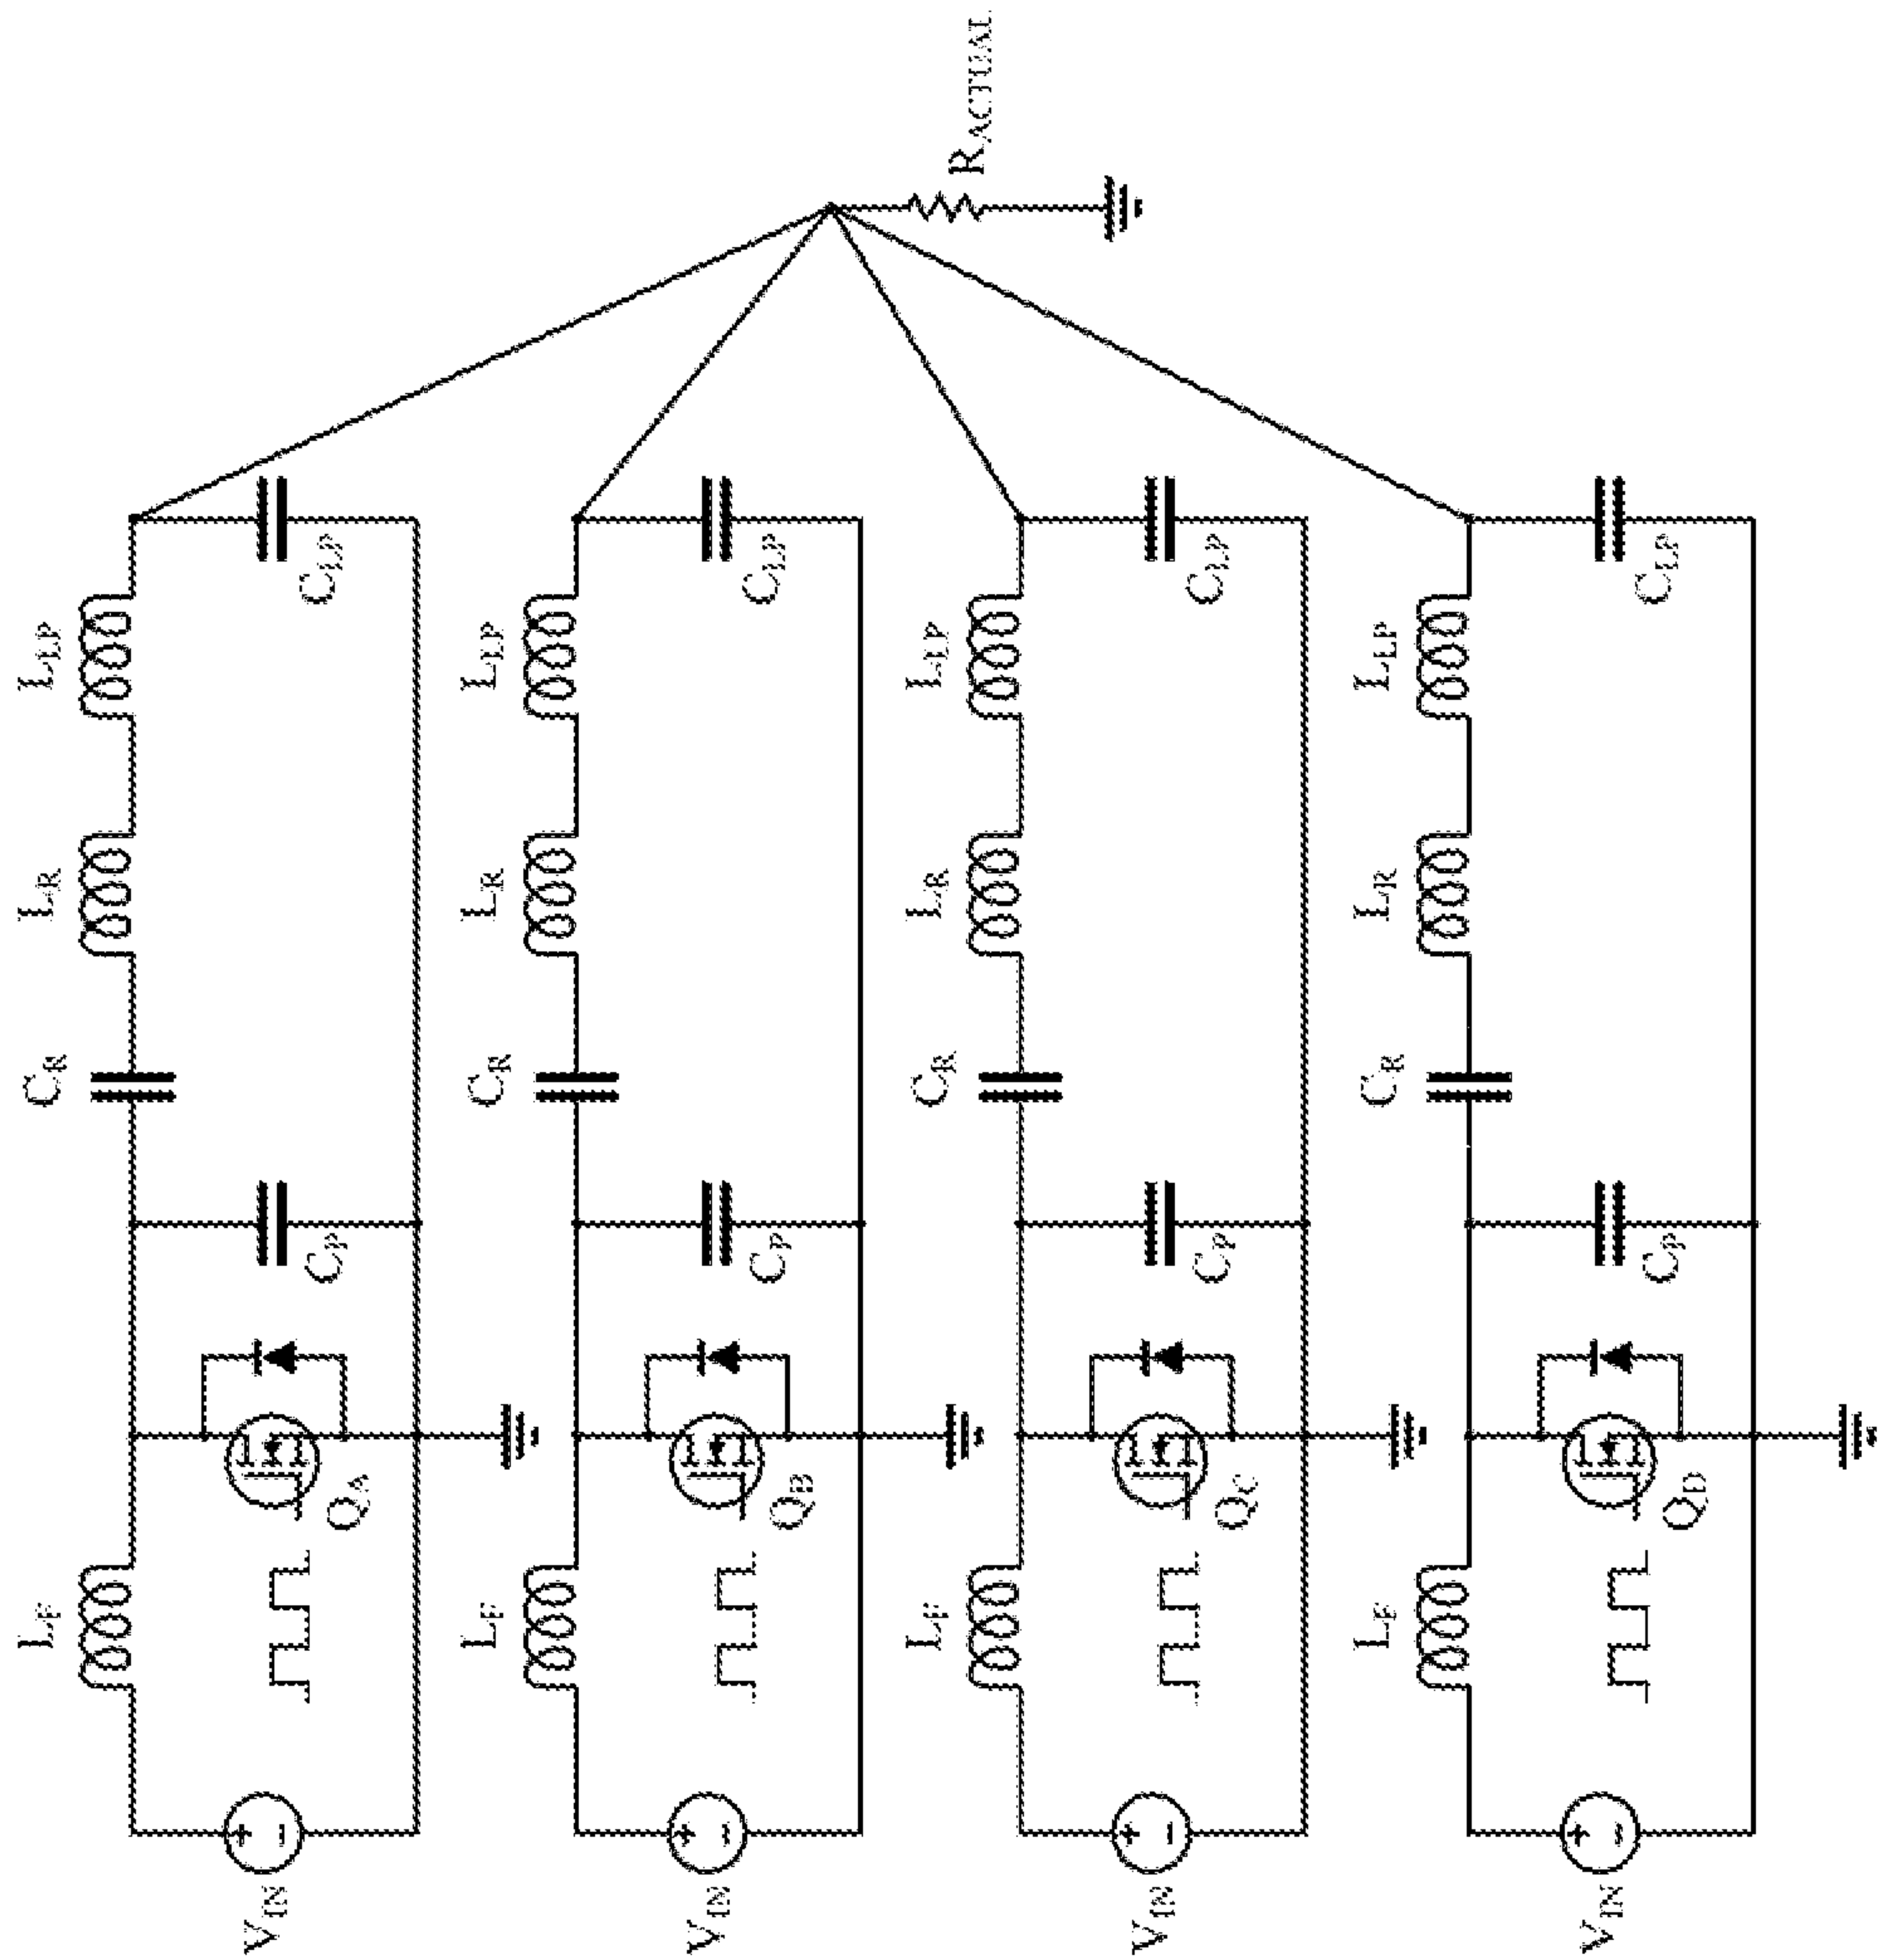 L_F
C_R
L_R
L_LP
V_IN
+
-
Q_A
C_P
C_LP
L_F
C_R
L_R
L_LP
V_IN
+
-
Q_B
C_P
C_LP
R_ACTUAL
L_F
C_R
L_R
L_LP
V_IN
+
-
Q_C
C_P
C_LP
L_F
C_R
L_R
L_LP
V_IN
+
-
Q_D
C_P
C_LP